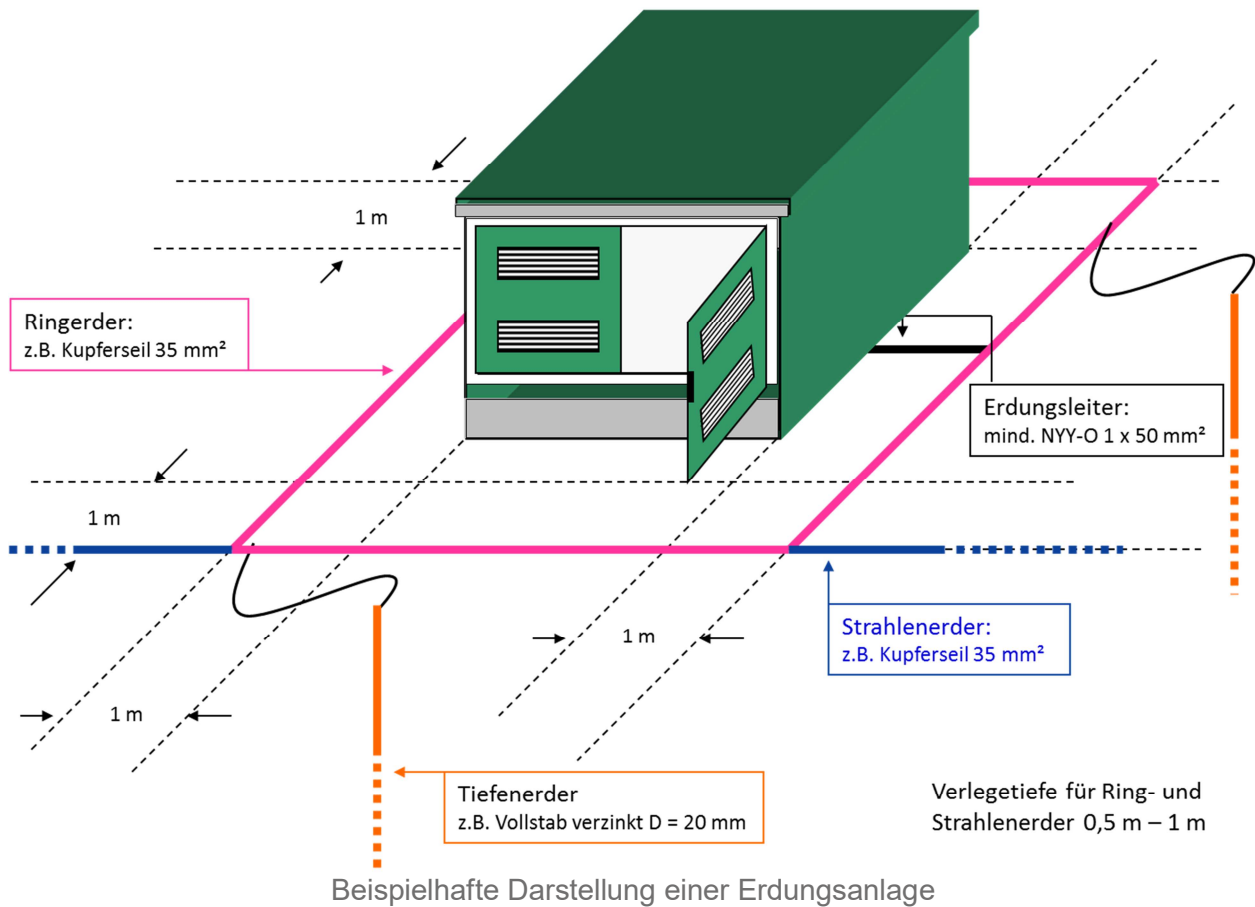 1 m
Ringerder:
z.B. Kupferseil 35 mm²
Erdungsleiter:
mind. NYY-O 1 x 50 mm²
1 m
Strahlenerder:
z.B. Kupferseil 35 mm²
1 m
1 m
Tiefenerder
z.B. Vollstab verzinkt D = 20 mm
Verlegetiefe für Ring- und
Strahlenerder 0,5 m – 1 m
Beispielhafte Darstellung einer Erdungsanlage